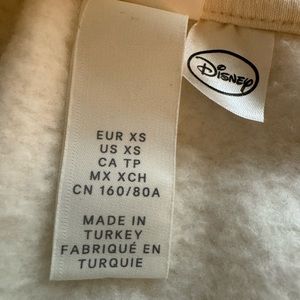 Disney
EUR XS
US XS
CA TP
MX XCH
CN 160/80A
MADE IN
TURKEY
FABRIQUÉ EN
TURQUIE